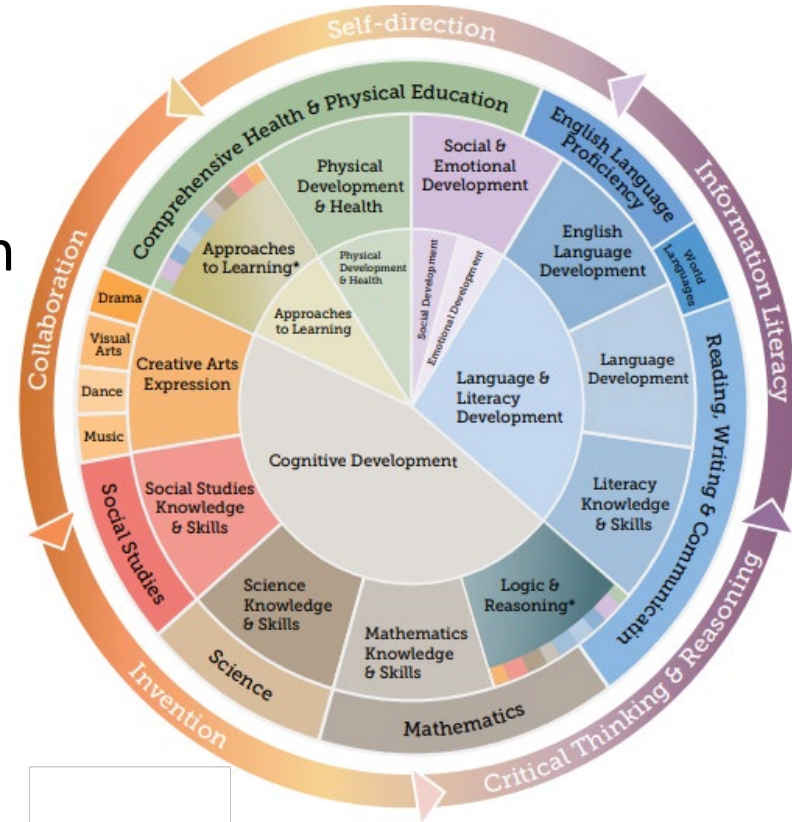 Self-direction
Information Literacy
Critical Thinking & Reasoning
Invention
Collaboration
Comprehensive Health & Physical Education
English Language
Proficiency
World
Languages
Reading, Writing & Communicatin
Mathematics
Science
Social Studies
Music
Dance
Visual
Arts
Drama
Physical
Development
& Health
Social &
Emotional
Development
English
Language
Development
Language
Development
Literacy
Knowledge
& Skills
Logic &
Reasoning*
Mathematics
Knowledge
& Skills
Science
Knowledge
& Skills
Social Studies
Knowledge
& Skills
Creative Arts
Expression
Approaches
to Learning*
Physical
Development
& Health
Social Development
Emotional Development
Language &
Literacy
Development
Cognitive Development
Approaches
to Learning